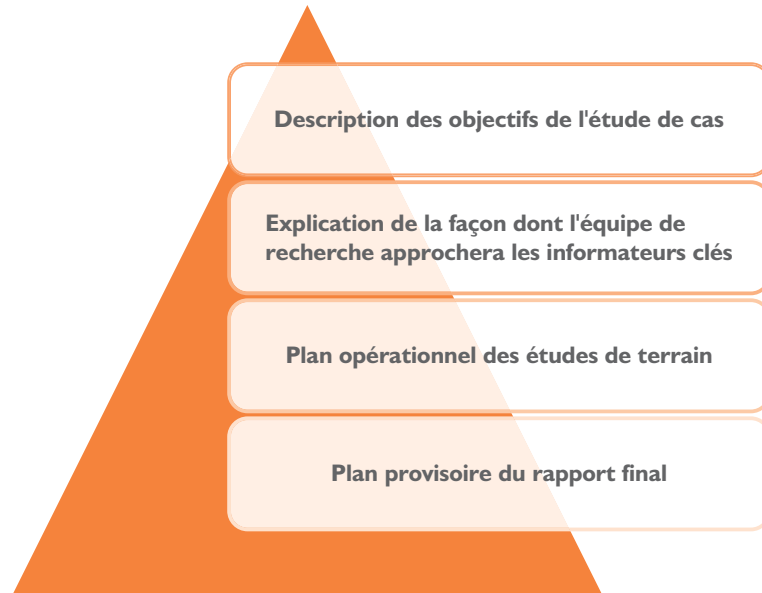 Description des objectifs de l'étude de cas
Explication de la façon dont l'équipe de
recherche approchera les informateurs clés
Plan opérationnel des études de terrain
Plan provisoire du rapport final